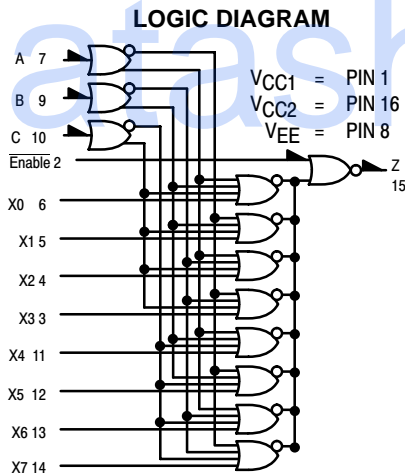 LOGIC DIAGRAM
A 7
B 9
C 10
VCC1 = PIN 1
VCC2 = PIN 16
VEE = PIN 8
Enable 2
Z
15
X0 6
X1 5
X2 4
X3 3
X4 11
X5 12
X6 13
X7 14
atash